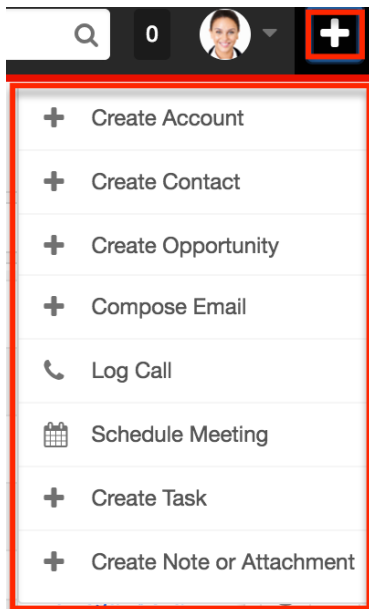 0
Create Account
Create Contact
Create Opportunity
Compose Email
Log Call
Schedule Meeting
Create Task
Create Note or Attachment